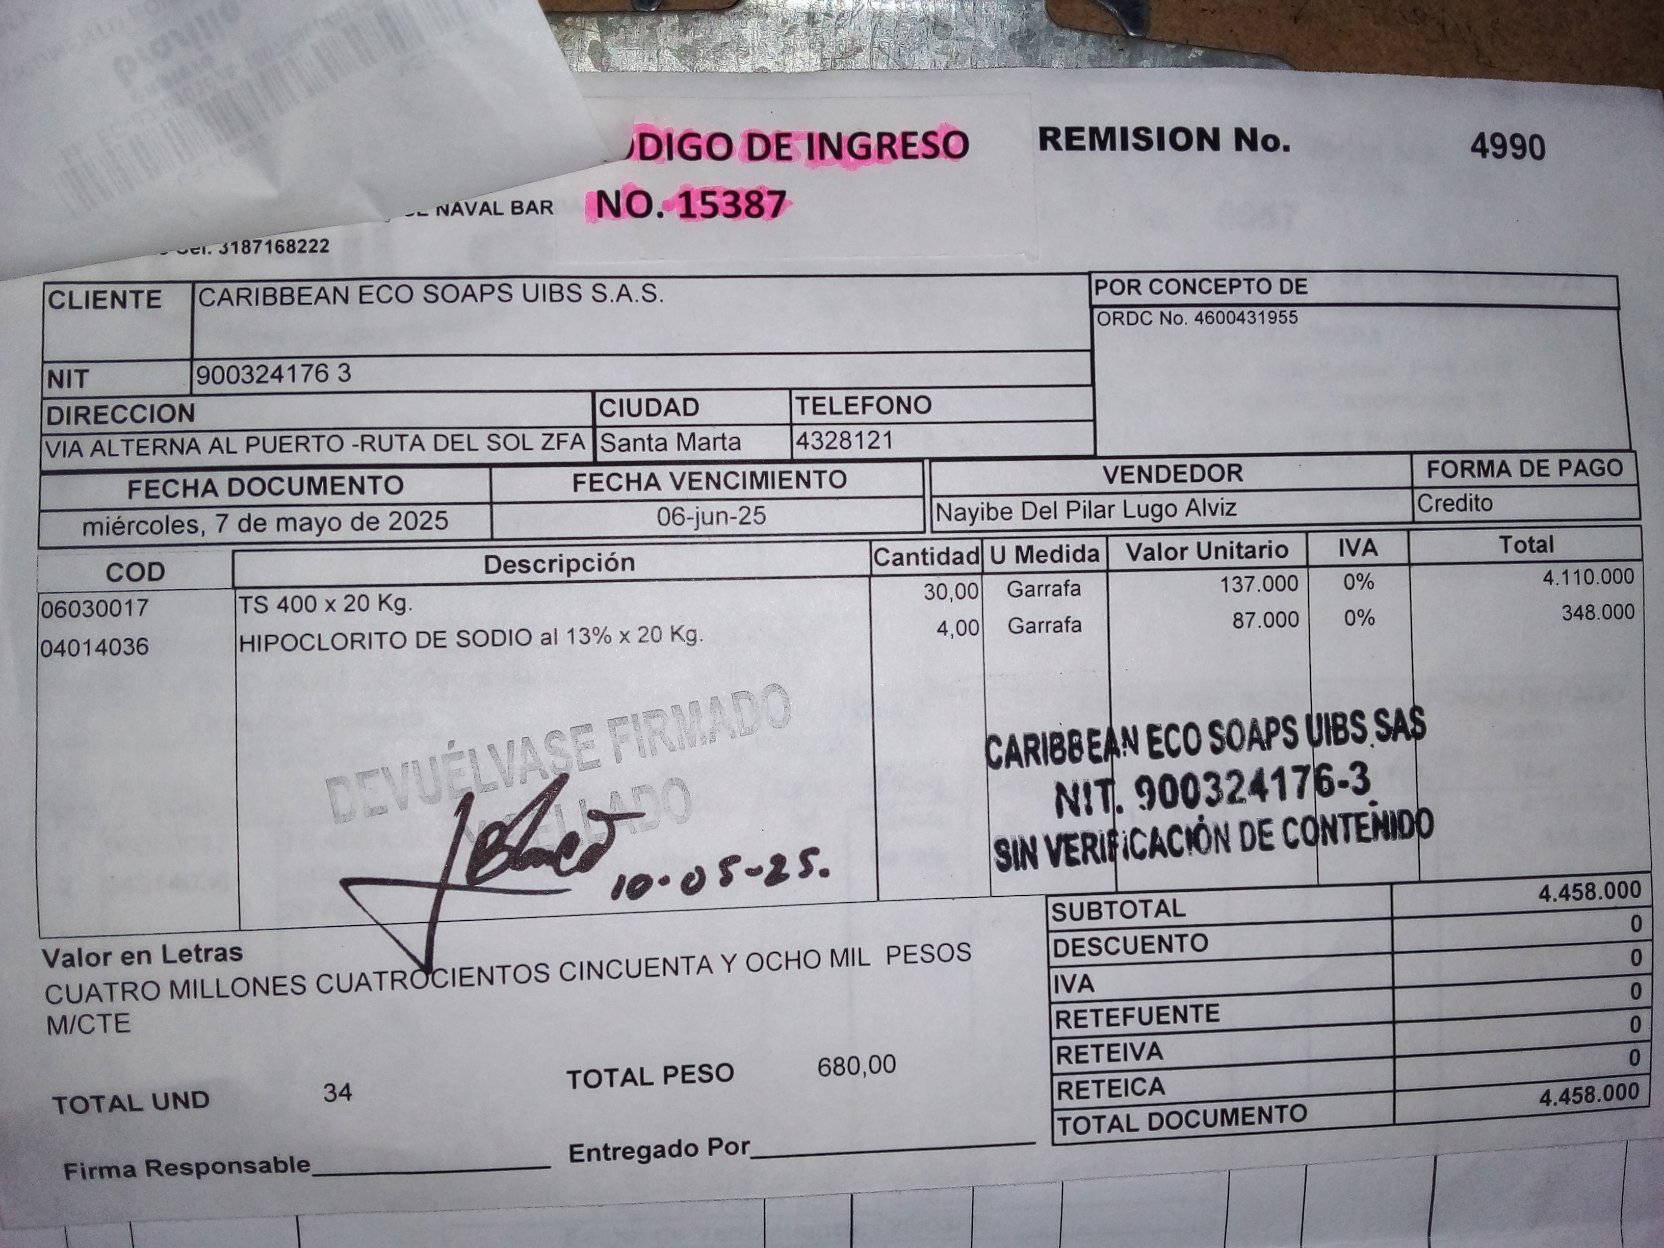 DIGO DE INGRESO
NO. 15387
REMISION No. 4990
NAVAL BAR
3187168222
CLIENTE CARIBBEAN ECO SOAPS UIBS S.A.S.
NIT 900324176 3
POR CONCEPTO DE
ORDC No. 4600431955
DIRECCION CIUDAD TELEFONO
VIA ALTERNA AL PUERTO -RUTA DEL SOL ZFA Santa Marta 4328121
FECHA DOCUMENTO FECHA VENCIMIENTO VENDEDOR FORMA DE PAGO
miércoles, 7 de mayo de 2025 06-jun-25 Nayibe Del Pilar Lugo Alviz Credito
COD Descripción Cantidad U Medida Valor Unitario IVA Total
06030017 TS 400 x 20 Kg. 30,00 Garrafa 137.000 0% 4.110.000
04014036 HIPOCLORITO DE SODIO al 13% x 20 Kg. 4,00 Garrafa 87.000 0% 348.000
DEVUÉLVASE FIRMADO
10-05-25.
CARIBBEAN ECO SOAPS UIBS SAS
NIT. 900324176-3
SIN VERIFICACIÓN DE CONTENIDO
Valor en Letras
CUATRO MILLONES CUATROCIENTOS CINCUENTA Y OCHO MIL PESOS
M/CTE
TOTAL UND 34 TOTAL PESO 680,00
SUBTOTAL 4.458.000
DESCUENTO 0
IVA 0
RETEFUENTE 0
RETEIVA 0
RETEICA 0
TOTAL DOCUMENTO 4.458.000
Firma Responsable Entregado Por